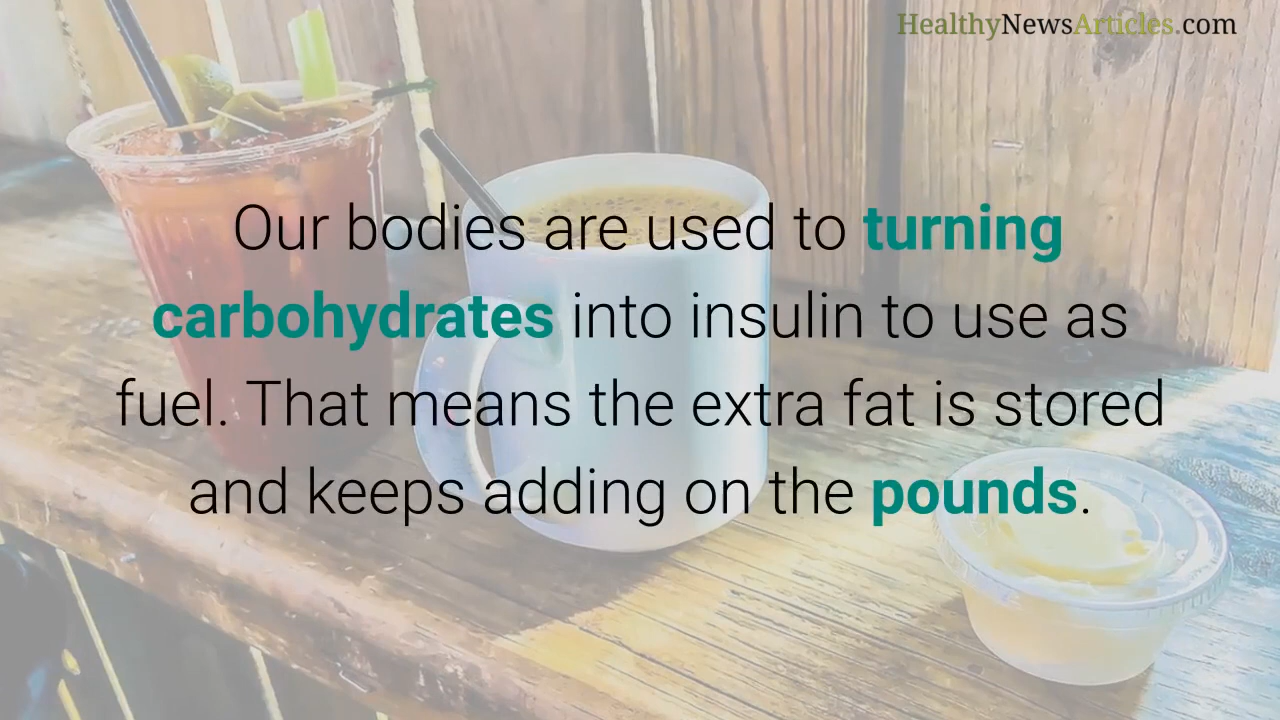 HealthyNewsArticles.com
Our bodies are used to turning
carbohydrates into insulin to use as
fuel. That means the extra fat is stored
and keeps adding on the pounds.